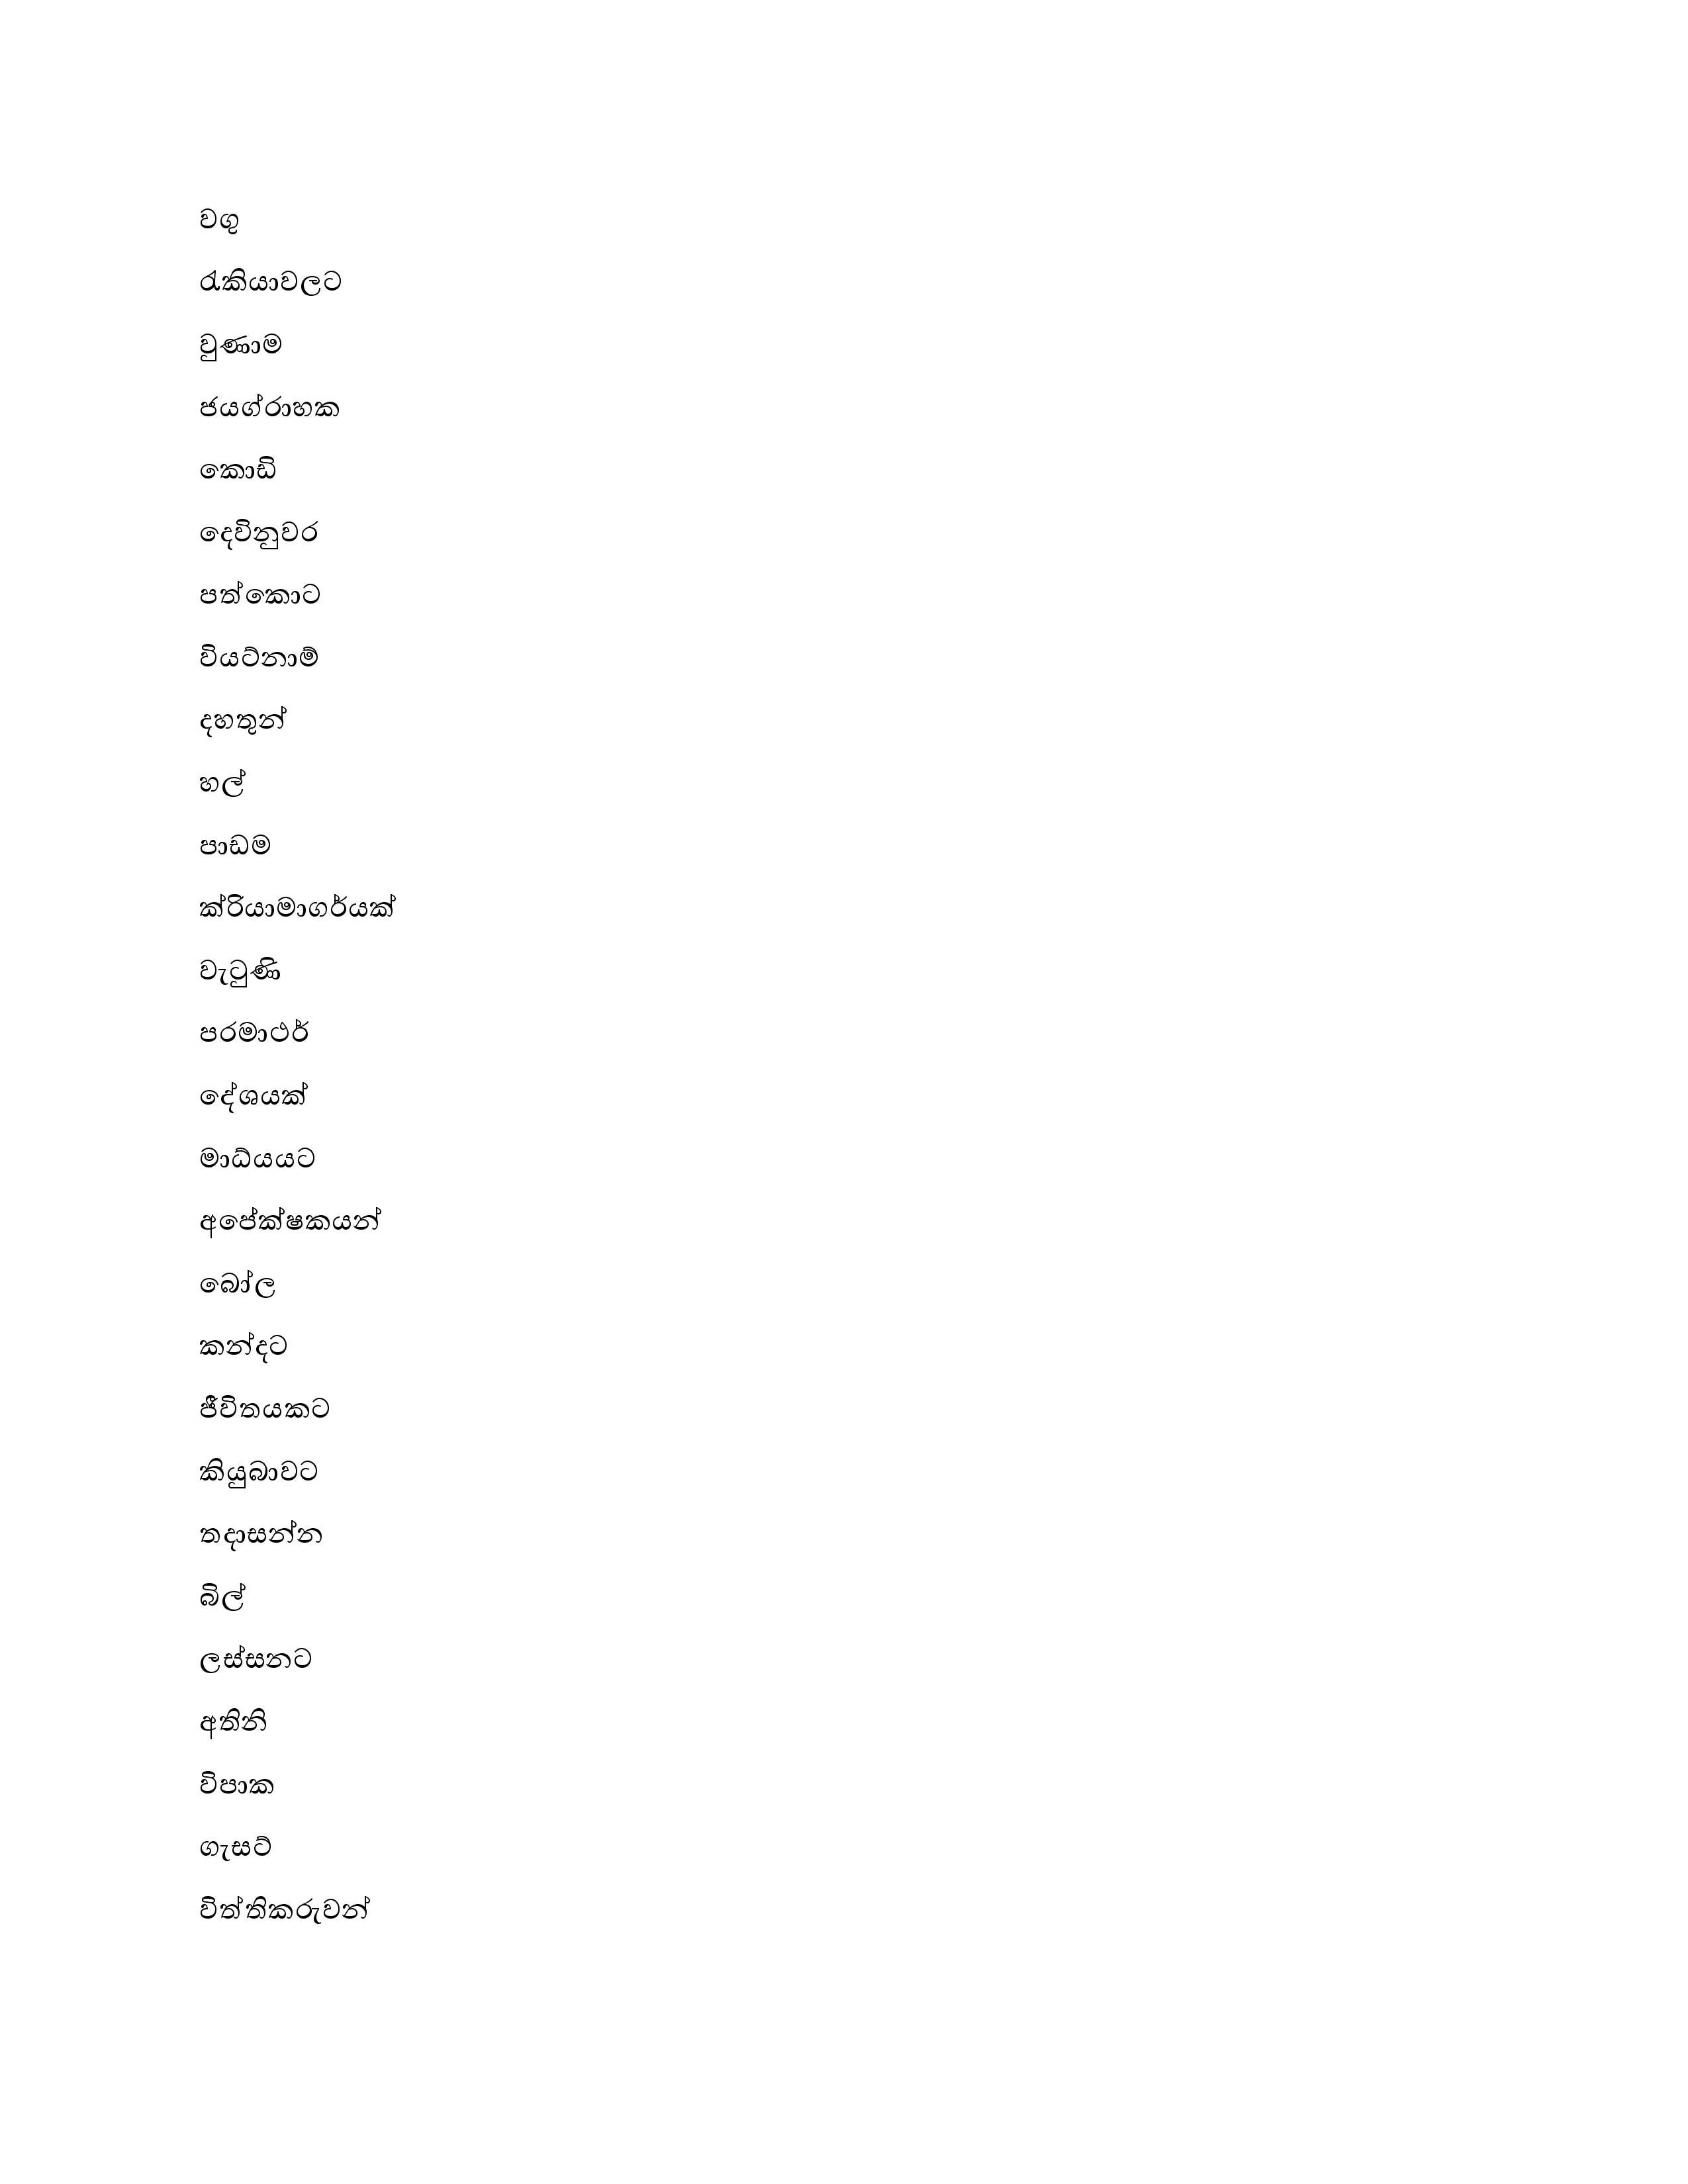 වගු
රැකියාවලට
වුණාම
ජයග්රාහක
කොඩි
දෙවිනුවර
පත්කොට
වියට්නාම්
දහතුන්
හල්
පාඩම
ක්රියාමාගර්යක්
වැටුණි
පරමාථර්
දේශයක්
මාධ්යයට
අපේක්ෂකයන්
බෝල
කන්දට
ජීවිතයකට
කියුබාවට
තදාසන්න
බිල්
ලස්සනට
අතිනි
විපාක
ගැසට්
විත්තිකරුවන්